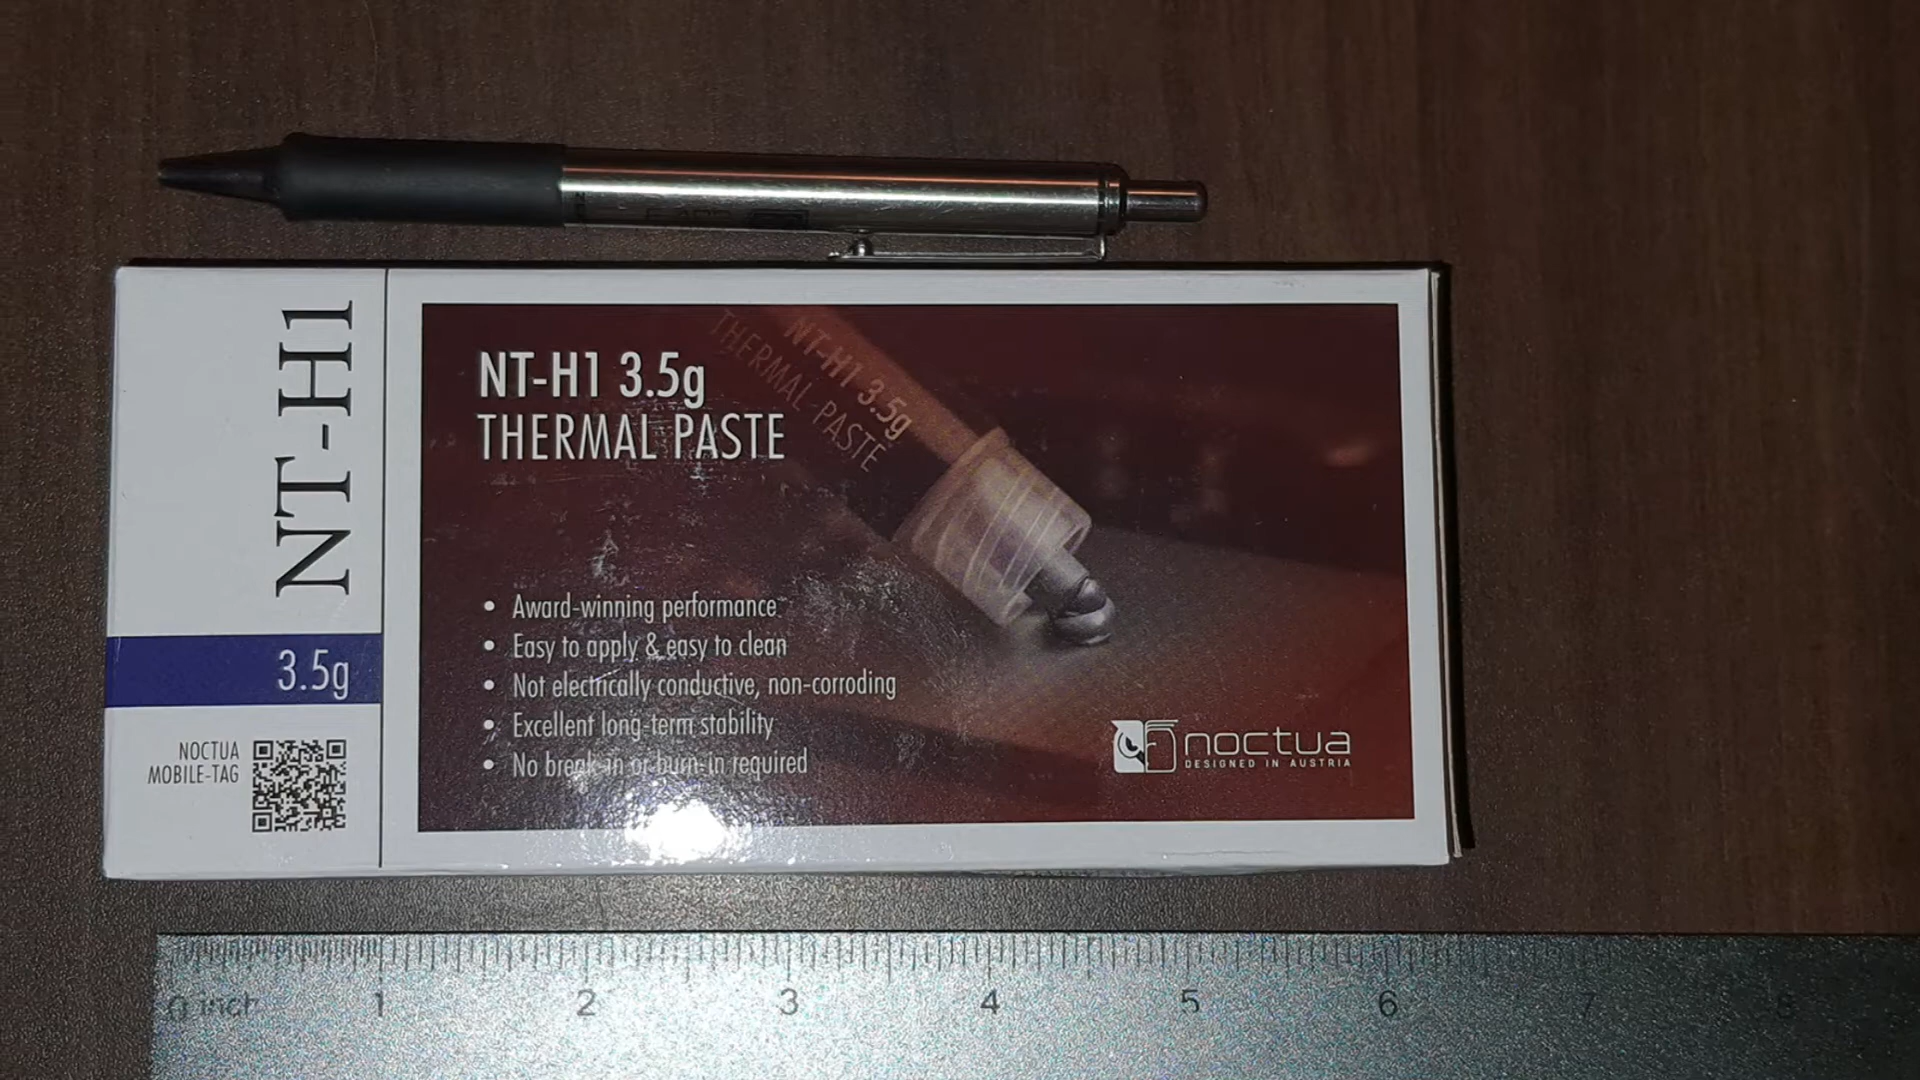 NT-H1
3.5g
NOCTUA
MOBILE-TAG
NT-H1 3.5g
THERMAL PASTE
NT-H1 3.5g
THERMAL PASTE
• Award-winning performance
• Easy to apply & easy to clean
• Not electrically conductive, non-corroding
• Excellent long-term stability
• No break-in or burn-in required
noctua
DESIGNED IN AUSTRIA
0 inch 1 2 3 4 5 6 7 8